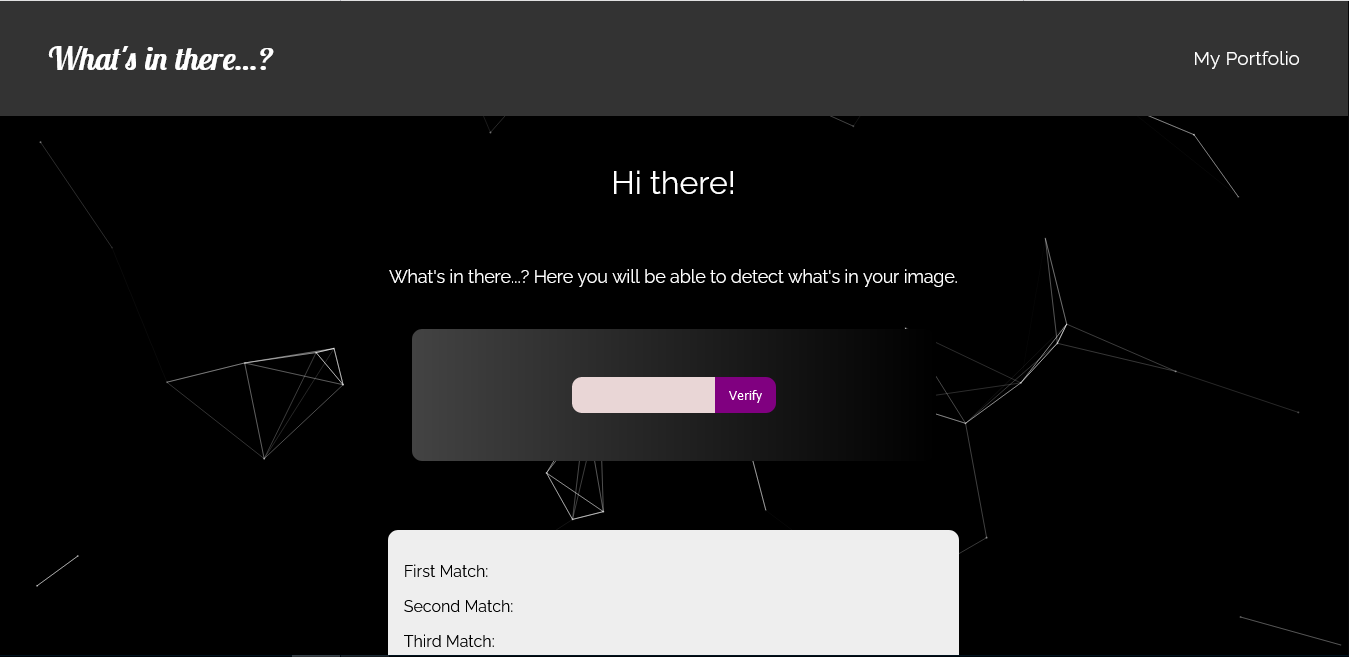 What's in there...?
My Portfolio
Hi there!
What's in there...? Here you will be able to detect what's in your image.
Verify
First Match:
Second Match:
Third Match: